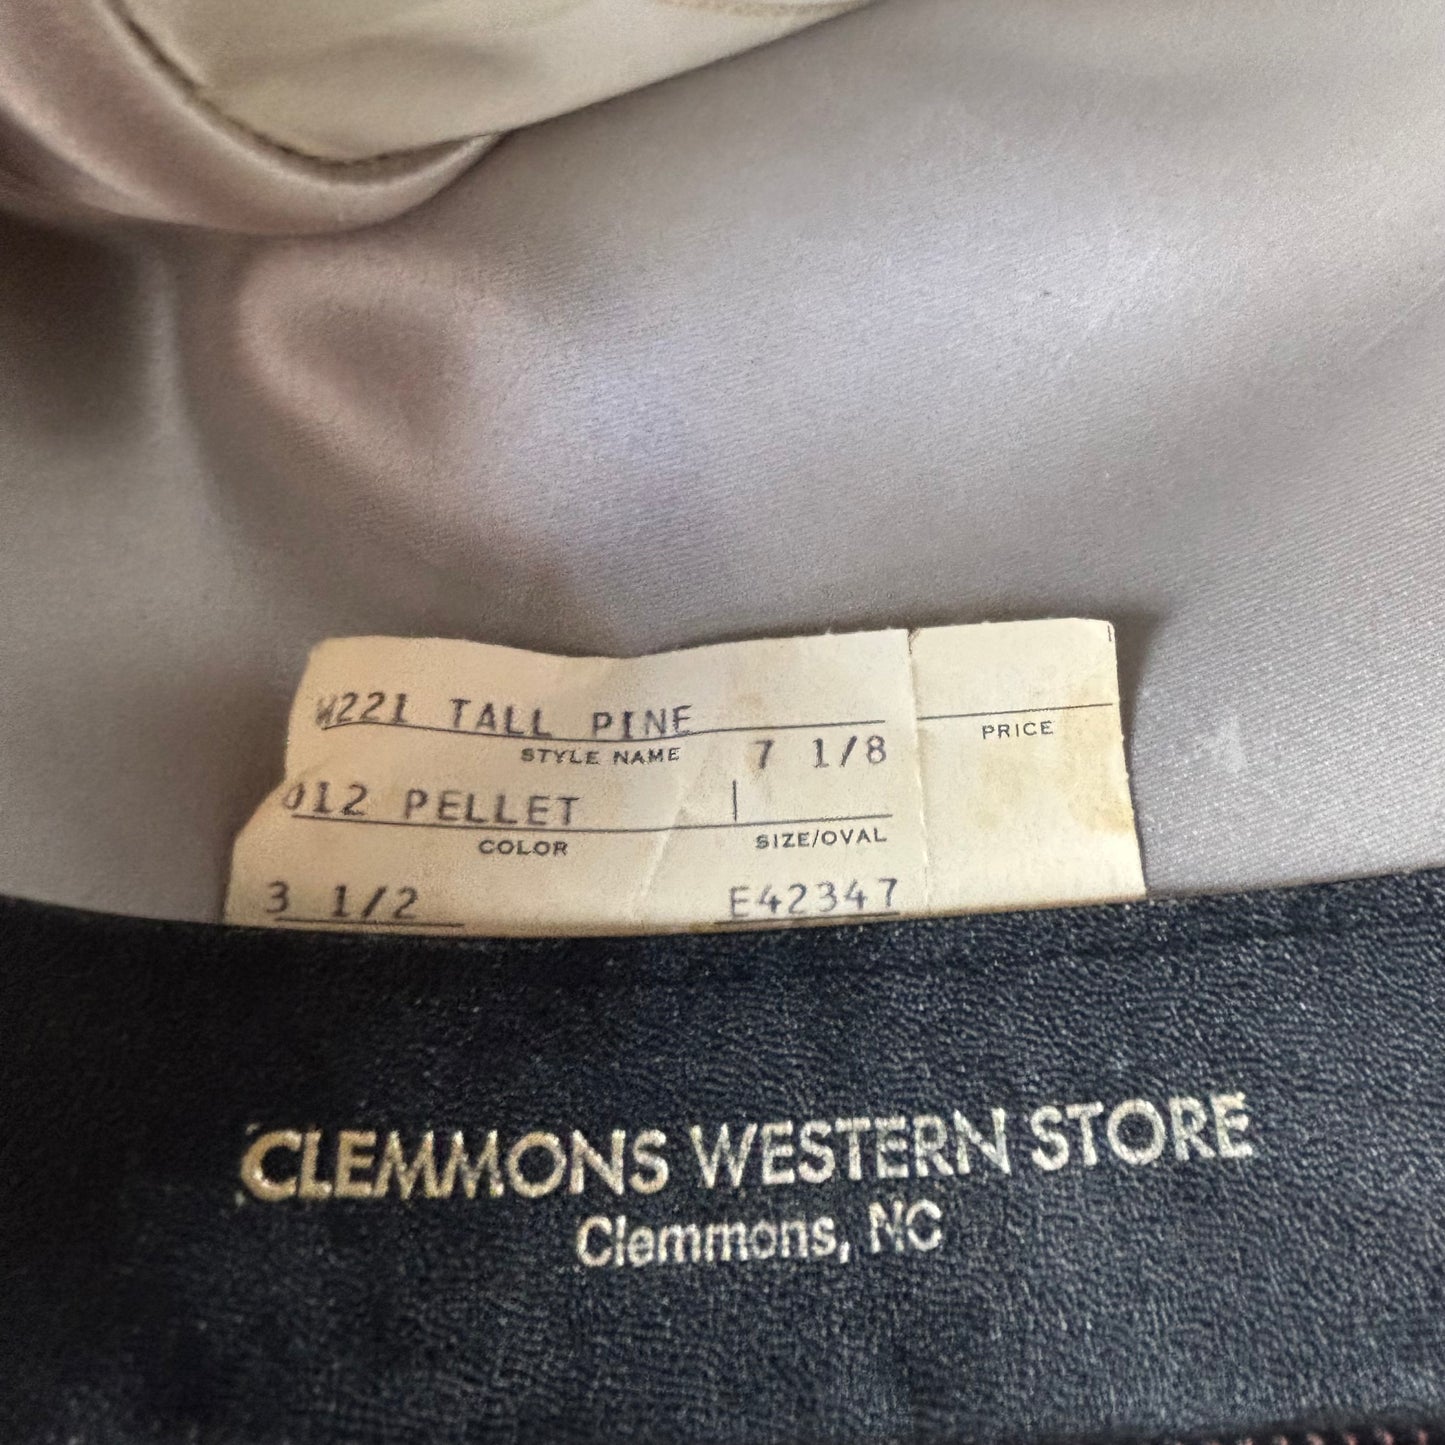 W221 TALL PINE
STYLE NAME
7 1/8
PRICE
012 PELLET
COLOR
SIZE/OVAL
3 1/2
E42347
CLEMMONS WESTERN STORE
Clemmons, NC